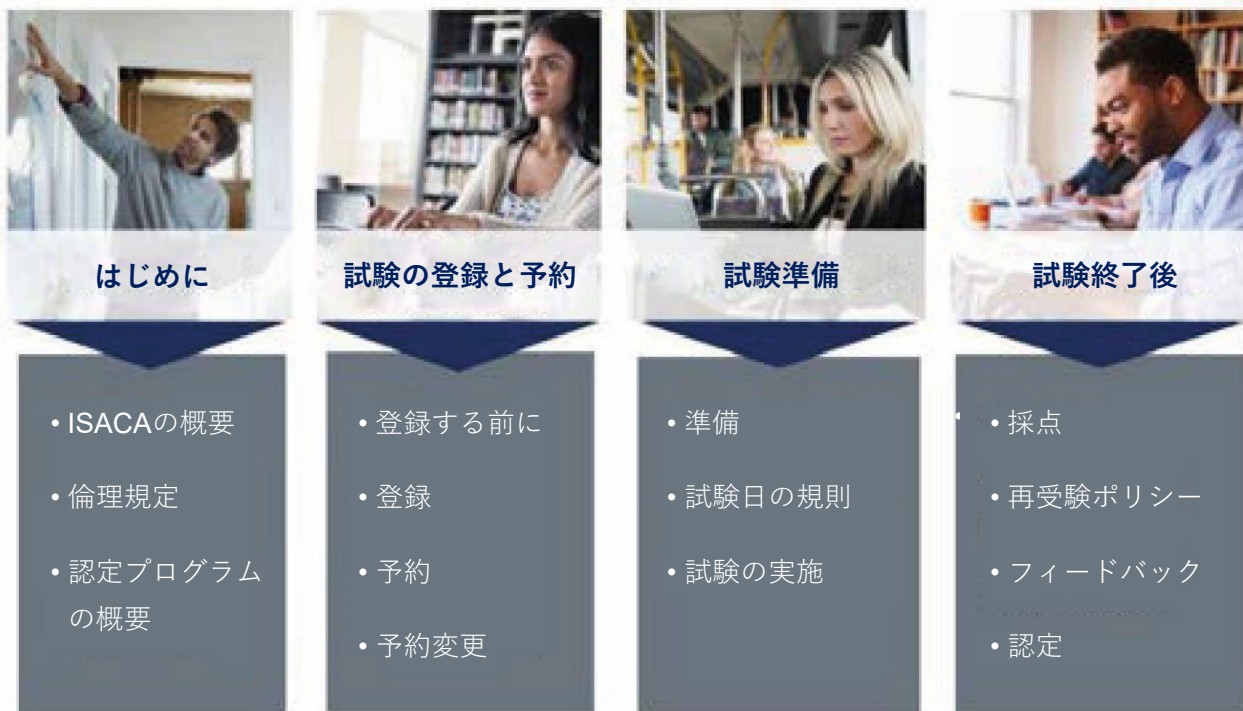 はじめに
• ISACAの概要
• 倫理規定
• 認定プログラム
の概要
試験の登録と予約
• 登録する前に
• 登録
• 予約
• 予約変更
試験準備
• 準備
• 試験日の規則
• 試験の実施
試験終了後
• 採点
• 再受験ポリシー
• フィードバック
• 認定